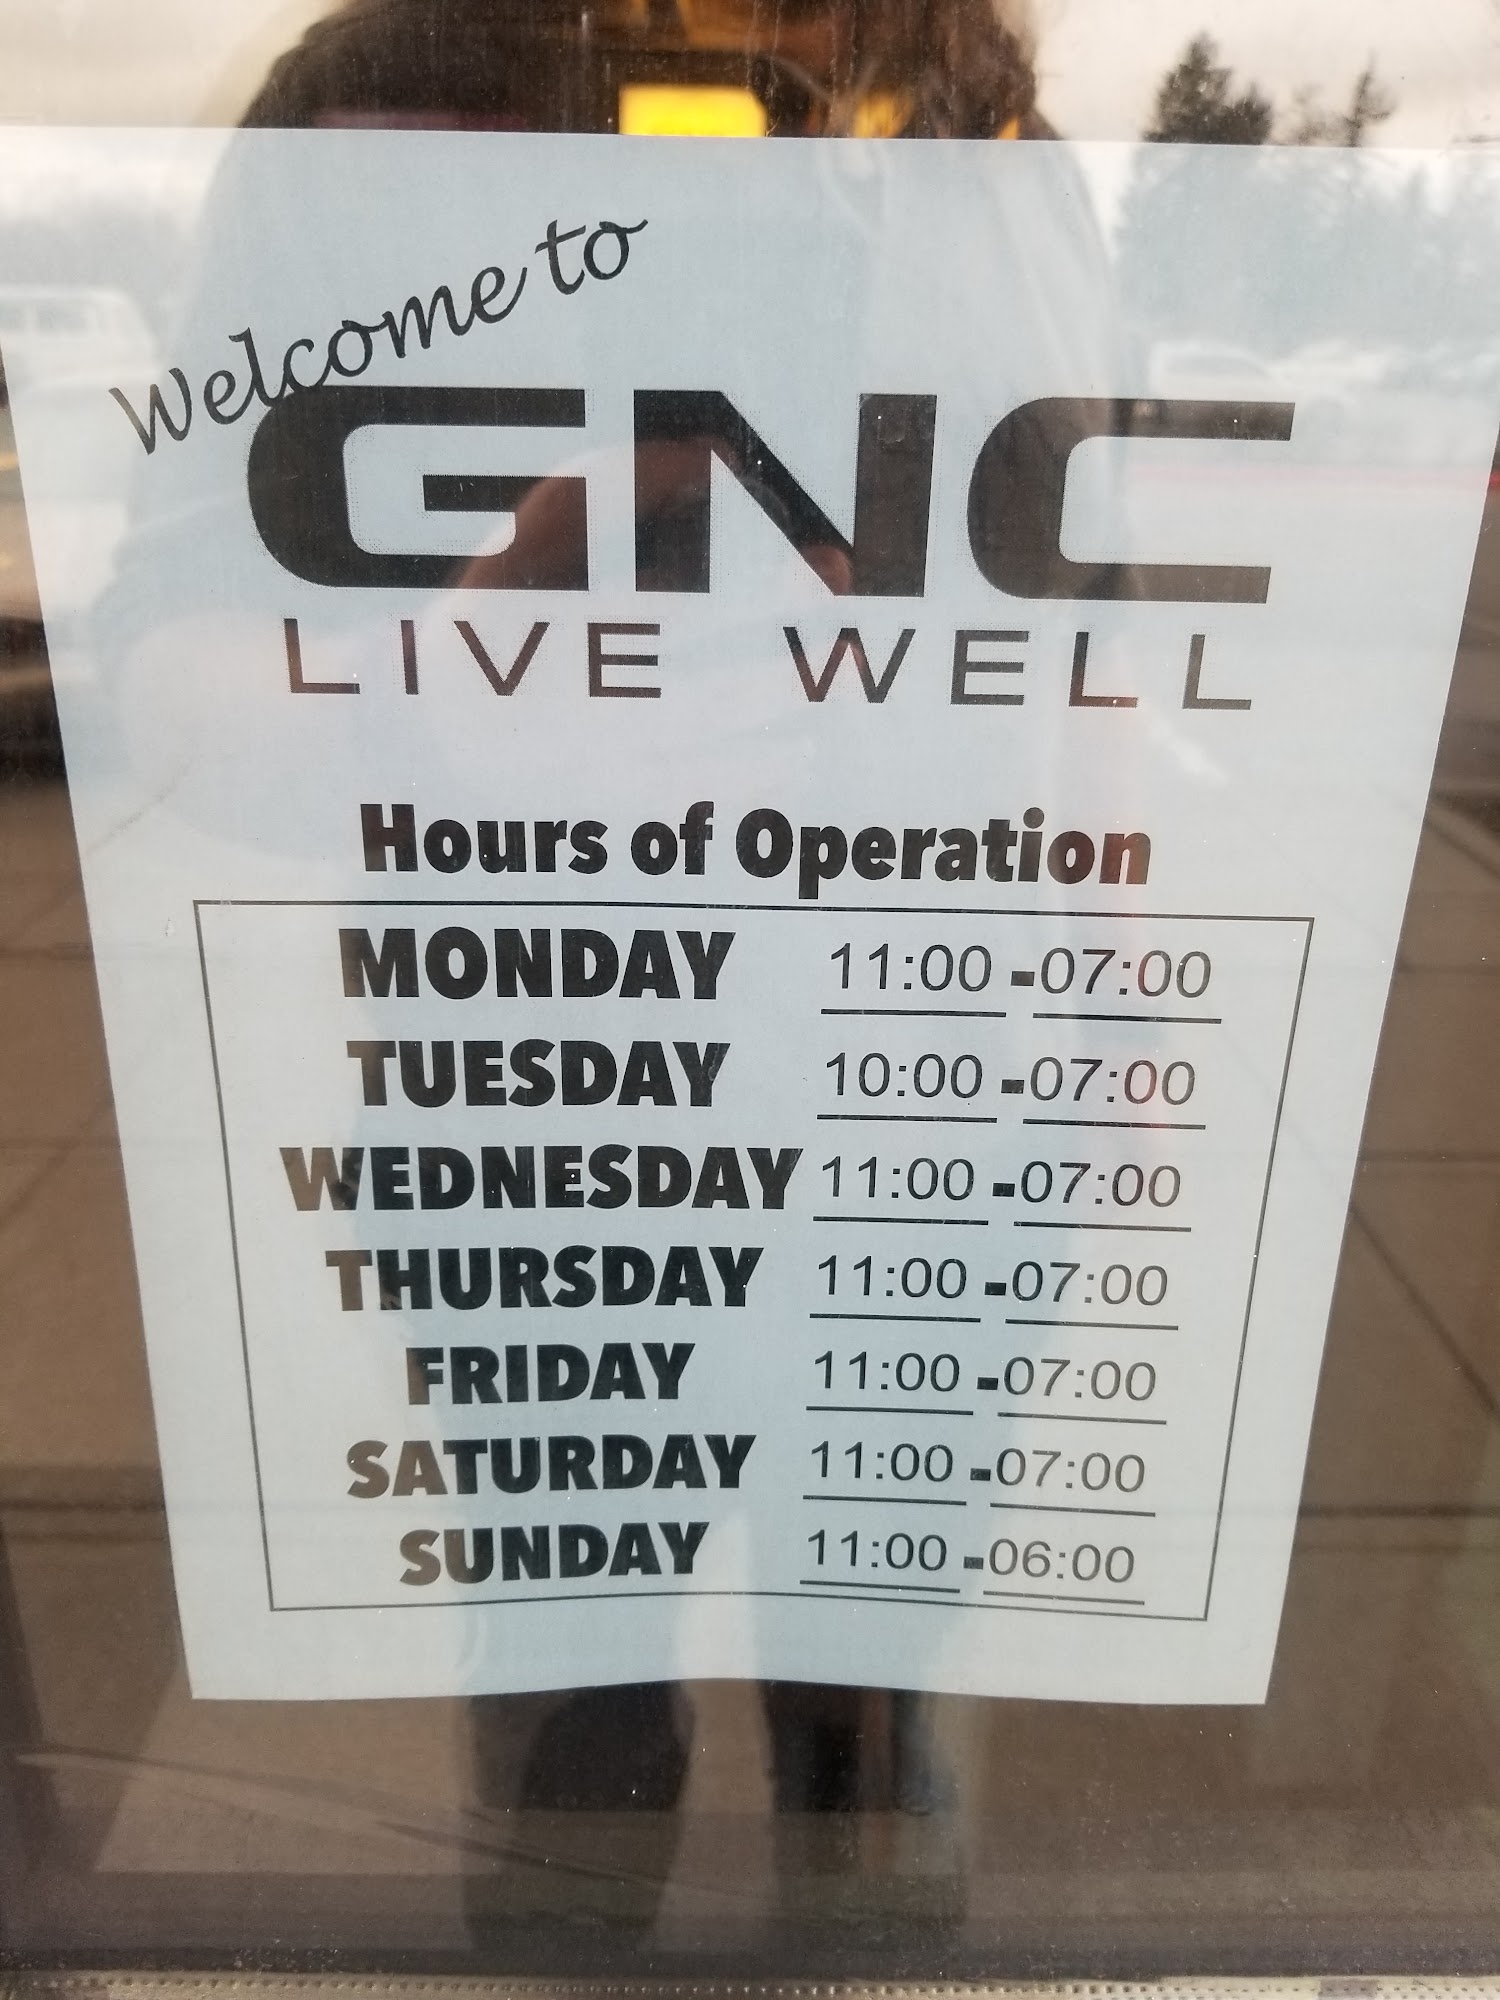 Welcome to
GNC
LIVE WELL
Hours of Operation
MONDAY 11:00 -07:00
TUESDAY 10:00 -07:00
WEDNESDAY 11:00 -07:00
THURSDAY 11:00 -07:00
FRIDAY 11:00 -07:00
SATURDAY 11:00 -07:00
SUNDAY 11:00 -06:00